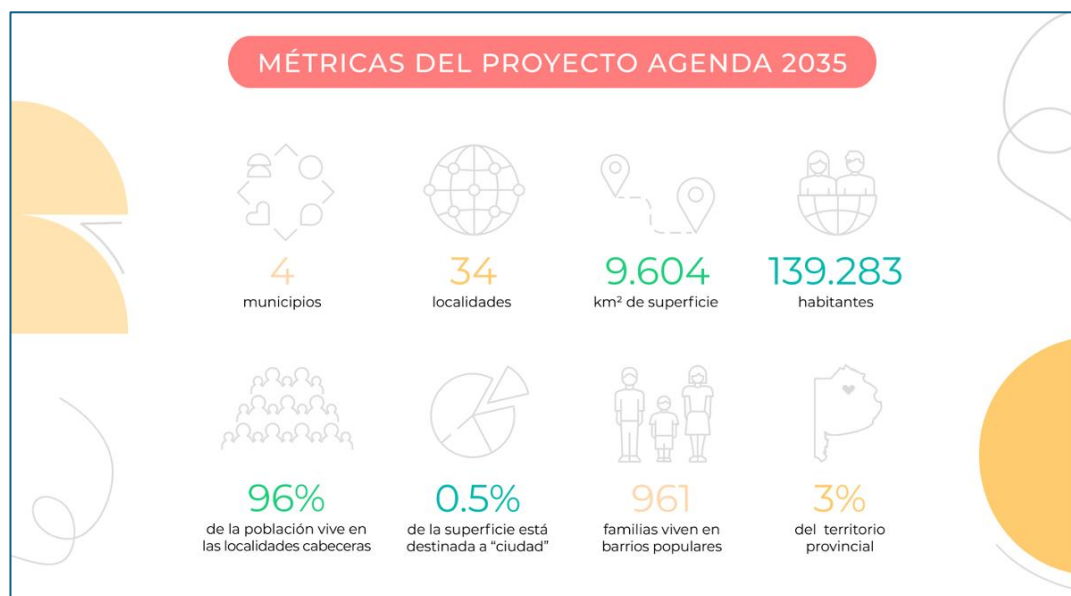 MÉTRICAS DEL PROYECTO AGENDA 2035
4
municipios
34
localidades
9.604
km² de superficie
139.283
habitantes
96%
de la población vive en
las localidades cabeceras
0.5%
de la superficie está
destinada a “ciudad”
961
familias viven en
barrios populares
3%
del territorio
provincial